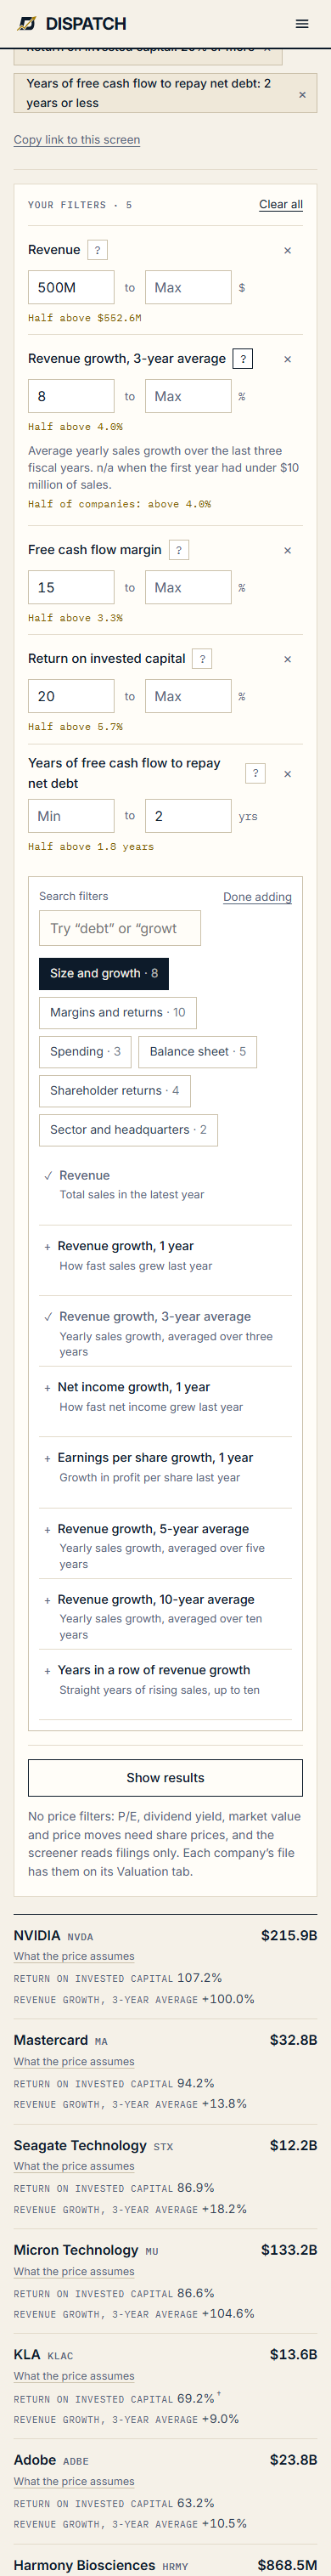 DISPATCH
Return on invested capital: 20% or more ×
Years of free cash flow to repay net debt: 2
years or less ×
Copy link to this screen
YOUR FILTERS · 5 Clear all
Revenue ? ×
500M to Max $
Half above $552.6M
Revenue growth, 3-year average ? ×
8 to Max %
Half above 4.0%
Average yearly sales growth over the last three
fiscal years. n/a when the first year had under $10
million of sales.
Half of companies: above 4.0%
Free cash flow margin ? ×
15 to Max %
Half above 3.3%
Return on invested capital ? ×
20 to Max %
Half above 5.7%
Years of free cash flow to repay
net debt ? ×
Min to 2 yrs
Half above 1.8 years
Search filters Done adding
Try “debt” or “growt
Size and growth · 8
Margins and returns · 10
Spending · 3 Balance sheet · 5
Shareholder returns · 4
Sector and headquarters · 2
✓ Revenue
Total sales in the latest year
+ Revenue growth, 1 year
How fast sales grew last year
✓ Revenue growth, 3-year average
Yearly sales growth, averaged over three
years
+ Net income growth, 1 year
How fast net income grew last year
+ Earnings per share growth, 1 year
Growth in profit per share last year
+ Revenue growth, 5-year average
Yearly sales growth, averaged over five
years
+ Revenue growth, 10-year average
Yearly sales growth, averaged over ten
years
+ Years in a row of revenue growth
Straight years of rising sales, up to ten
Show results
No price filters: P/E, dividend yield, market value
and price moves need share prices, and the
screener reads filings only. Each company’s file
has them on its Valuation tab.
NVIDIA NVDA $215.9B
What the price assumes
RETURN ON INVESTED CAPITAL 107.2%
REVENUE GROWTH, 3-YEAR AVERAGE +100.0%
Mastercard MA $32.8B
What the price assumes
RETURN ON INVESTED CAPITAL 94.2%
REVENUE GROWTH, 3-YEAR AVERAGE +13.8%
Seagate Technology STX $12.2B
What the price assumes
RETURN ON INVESTED CAPITAL 86.9%
REVENUE GROWTH, 3-YEAR AVERAGE +18.2%
Micron Technology MU $133.2B
What the price assumes
RETURN ON INVESTED CAPITAL 86.6%
REVENUE GROWTH, 3-YEAR AVERAGE +104.6%
KLA KLAC $13.6B
What the price assumes
RETURN ON INVESTED CAPITAL 69.2% †
REVENUE GROWTH, 3-YEAR AVERAGE +9.0%
Adobe ADBE $23.8B
What the price assumes
RETURN ON INVESTED CAPITAL 63.2%
REVENUE GROWTH, 3-YEAR AVERAGE +10.5%
Harmony Biosciences HRMY $868.5M